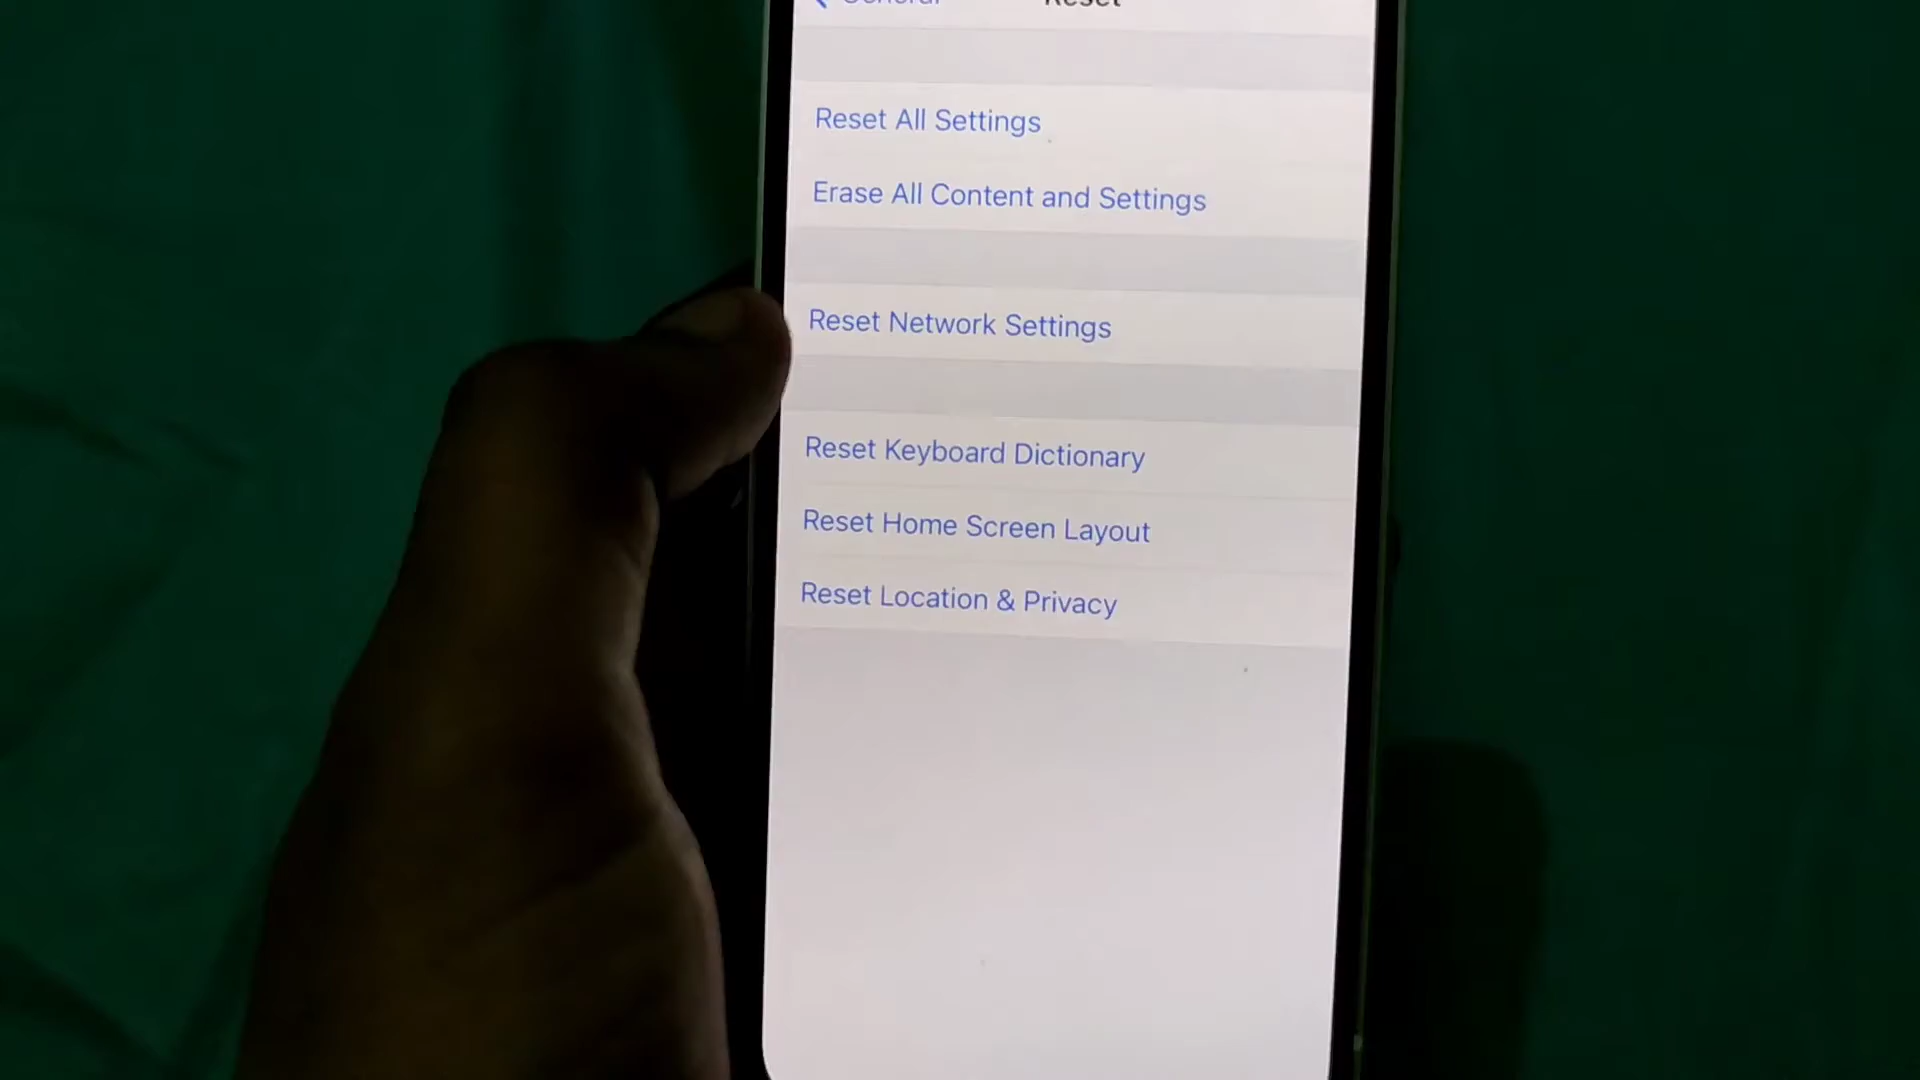 General Reset
Reset All Settings
Erase All Content and Settings
Reset Network Settings
Reset Keyboard Dictionary
Reset Home Screen Layout
Reset Location & Privacy